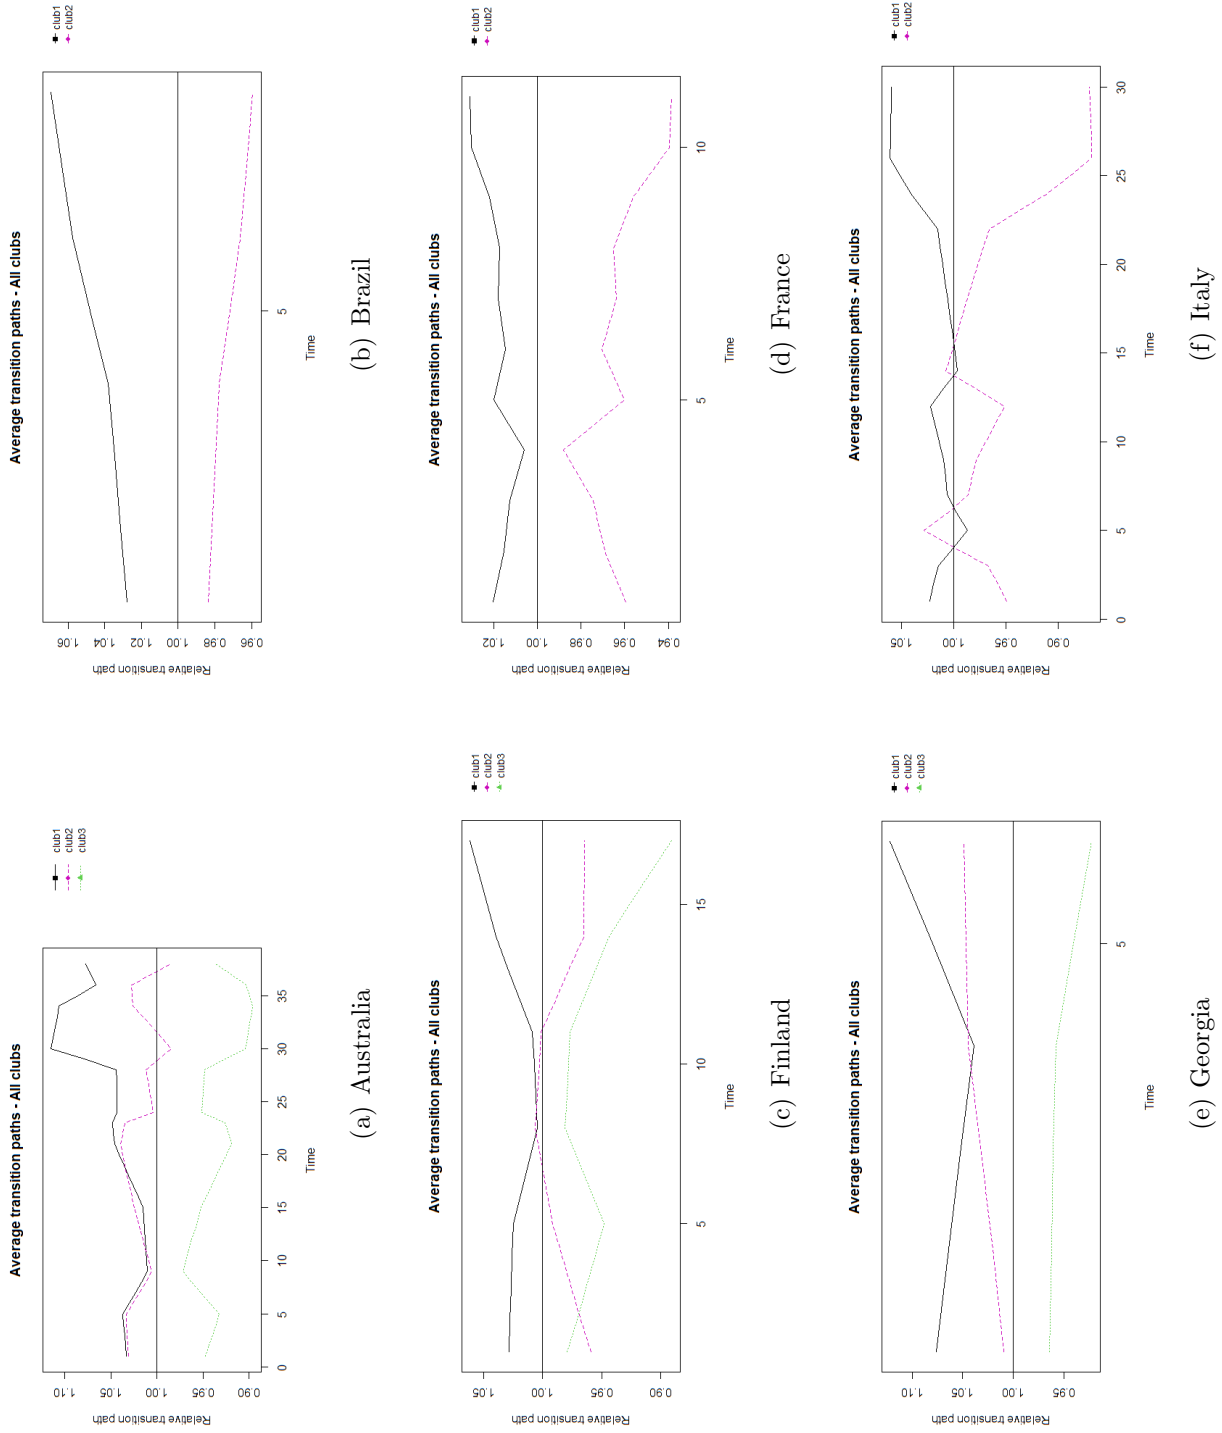 Average transition paths - All clubs
club1
club2
club3
Relative transition path
1.10
1.05
1.00
0.95
0.90
0
5
10
15
20
25
30
35
Time
(a) Australia
Average transition paths - All clubs
club1
club2
Relative transition path
1.06
1.04
1.02
1.00
0.98
0.96
5
Time
(b) Brazil
Average transition paths - All clubs
club1
club2
club3
Relative transition path
1.05
1.00
0.95
0.90
5
10
15
Time
(c) Finland
Average transition paths - All clubs
club1
club2
Relative transition path
1.02
1.00
0.98
0.96
0.94
5
10
Time
(d) France
Average transition paths - All clubs
club1
club2
club3
Relative transition path
1.10
1.05
1.00
0.95
5
Time
(e) Georgia
Average transition paths - All clubs
club1
club2
Relative transition path
1.05
1.00
0.95
0.90
0
5
10
15
20
25
30
Time
(f) Italy